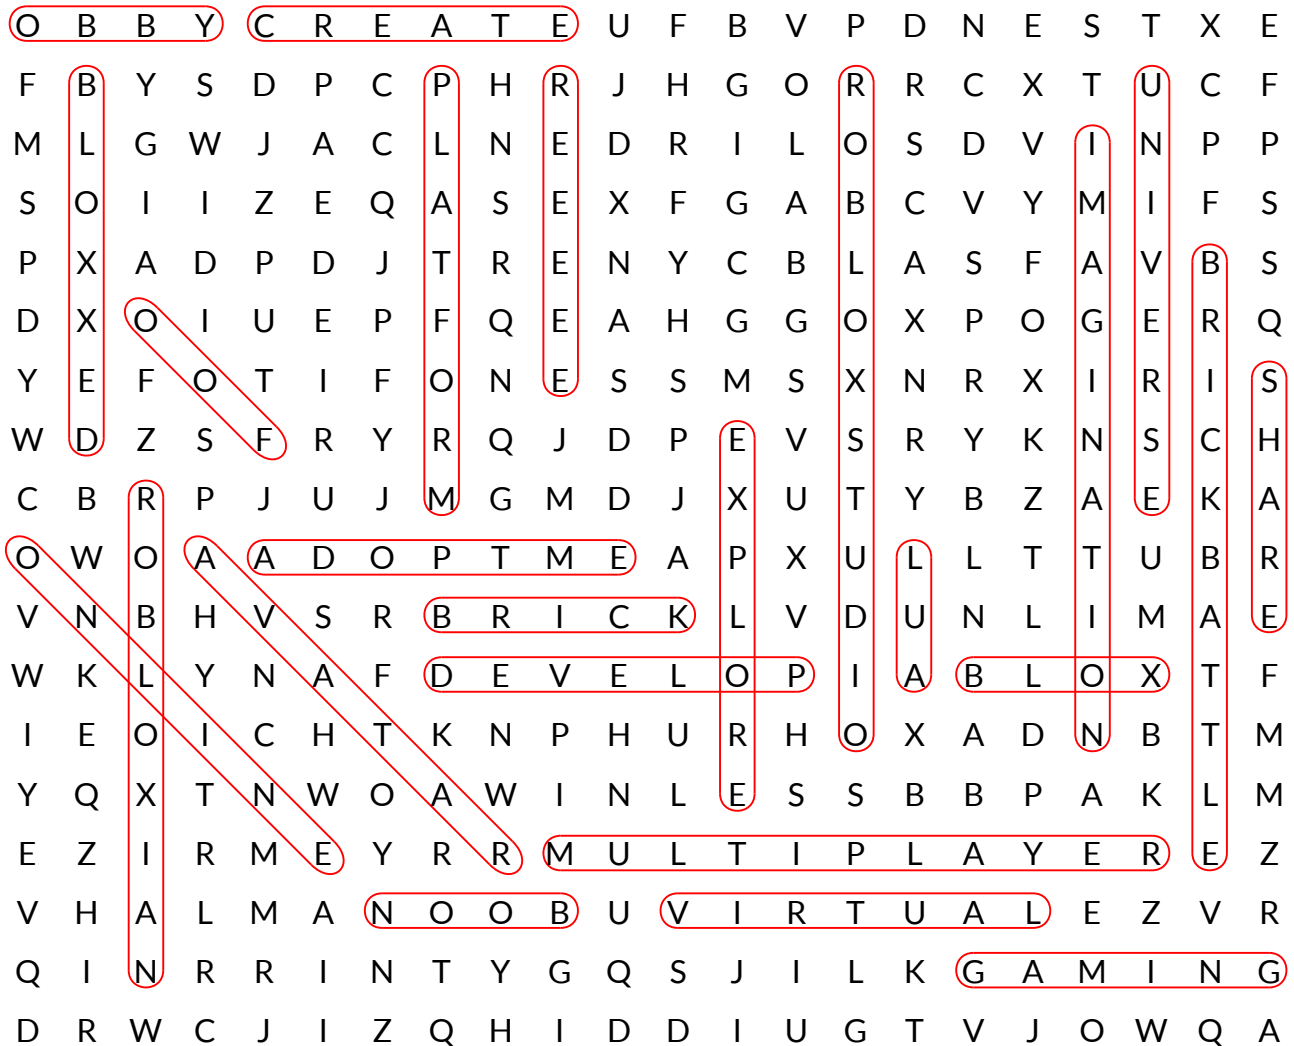 O B B Y C R E A T E U F B V P D N E S T X E
F B Y S D P C P H R J H G O R R C X T U C F
M L G W J A C L N E D R I L O S D V I N P P
S O I I Z E Q A S E X F G A B C V Y M I F S
P X A D P D J T R E N Y C B L A S F A V B S
D X O I U E P F Q E A H G G O X P O G E R Q
Y E F O T I F O N E S S M S X N R X I R I S
W D Z S F R Y R Q J D P E V S R Y K N S C H
C B R P J U J M G M D J X U T Y B Z A E K A
O W O A A D O P T M E A P X U L L T T U B R
V N B H V S R B R I C K L V D U N L I M A E
W K L Y N A F D E V E L O P I A B L O X T F
I E O I C H T K N P H U R H O X A D N B T M
Y Q X T N W O A W I N L E S S B B P A K L M
E Z I R M E Y R R M U L T I P L A Y E R E Z
V H A L M A N O O B U V I R T U A L E Z V R
Q I N R R I N T Y G Q S J I L K G A M I N G
D R W C J I Z Q H I D D I U G T V J O W Q A